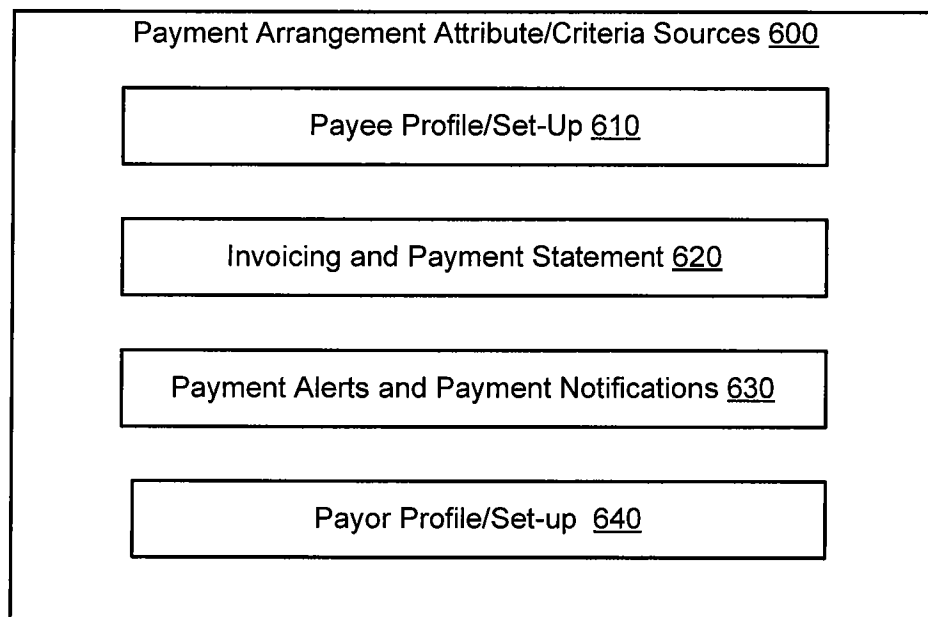 Payment Arrangement Attribute/Criteria Sources 600
Payee Profile/Set-Up 610
Invoicing and Payment Statement 620
Payment Alerts and Payment Notifications 630
Payor Profile/Set-up 640